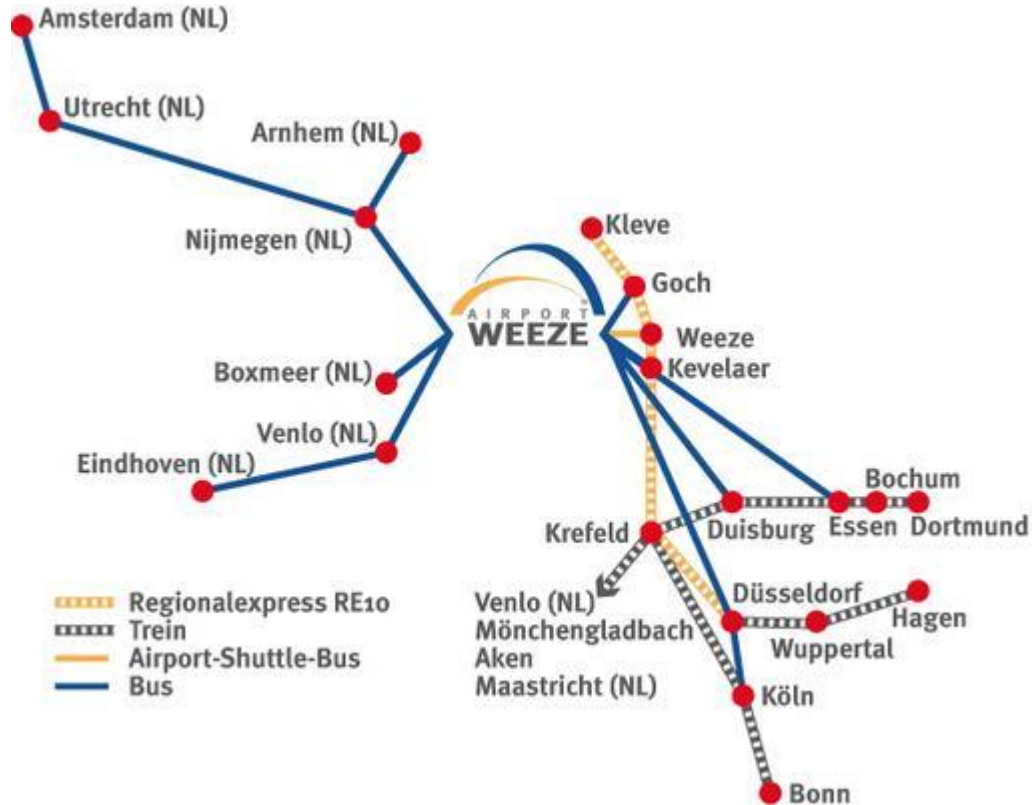 Amsterdam (NL)
Utrecht (NL)
Arnhem (NL)
Nijmegen (NL)
Kleve
Goch
AIRPORT
WEEZE
Weeze
Kevelaer
Boxmeer (NL)
Venlo (NL)
Eindhoven (NL)
Bochum
Krefeld
Duisburg
Essen
Dortmund
Düsseldorf
Hagen
Wuppertal
Venlo (NL)
Mönchengladbach
Aken
Maastricht (NL)
Köln
Bonn
Regionalexpress RE10
Trein
Airport-Shuttle-Bus
Bus